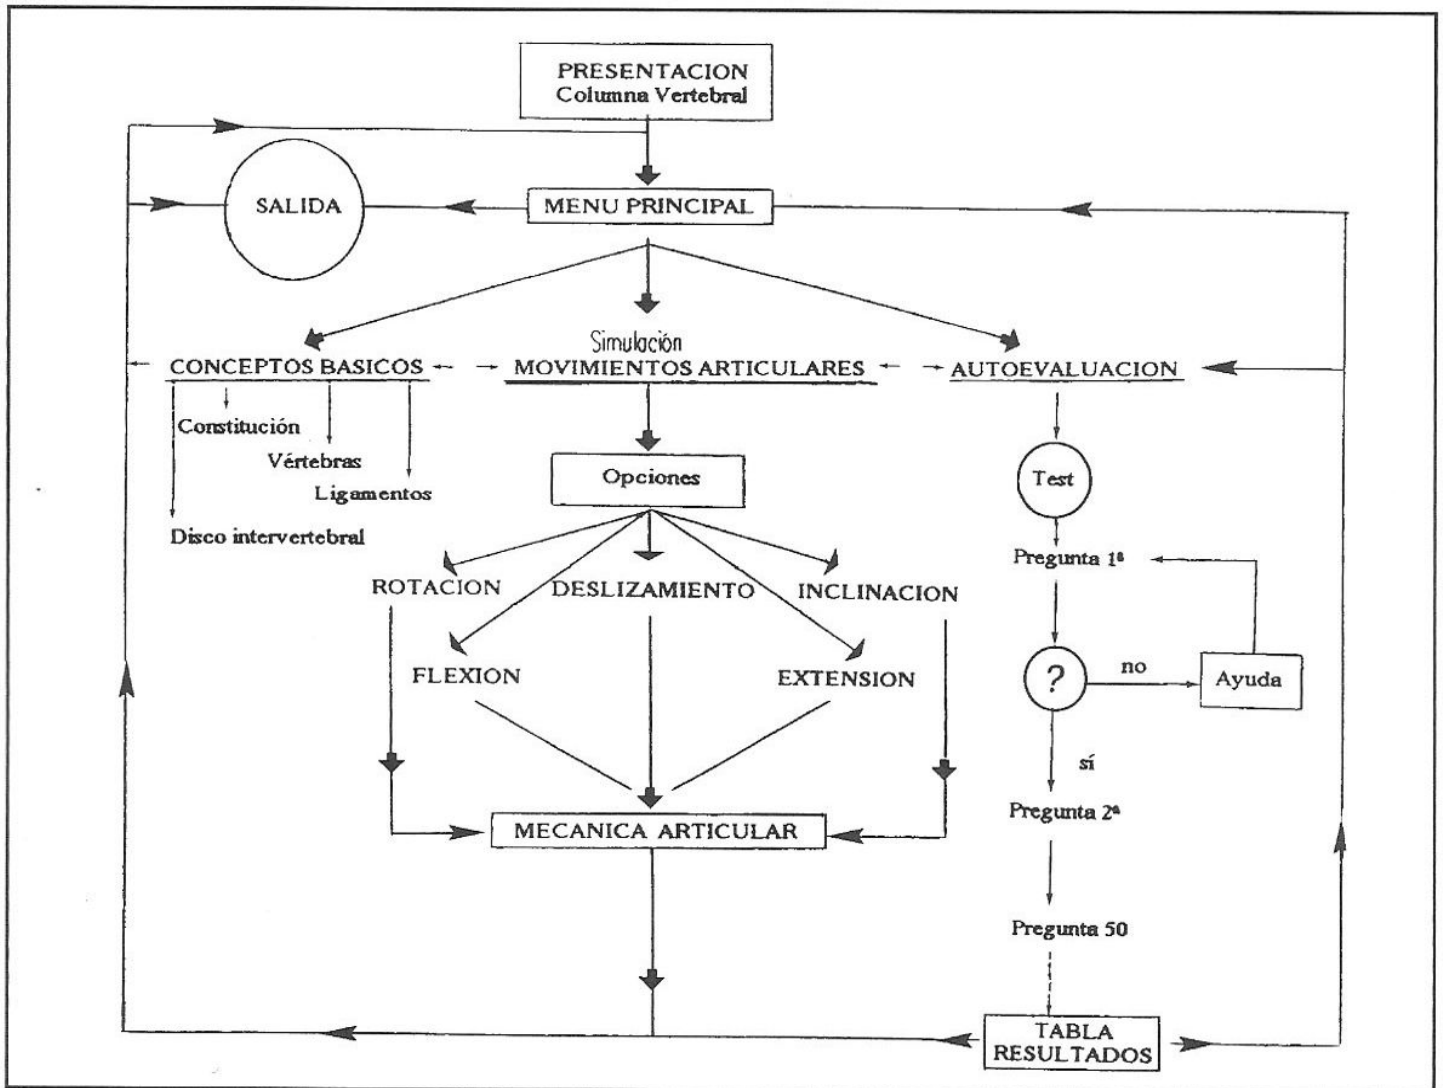 PRESENTACION
Columna Vertebral
SALIDA
MENU PRINCIPAL
Simulación
CONCEPTOS BASICOS
MOVIMIENTOS ARTICULARES
AUTOEVALUACION
Constitución
Vértebras
Ligamentos
Disco intervertebral
Opciones
Test
Pregunta 1ª
ROTACION
DESLIZAMIENTO
INCLINACION
FLEXION
EXTENSION
?
no
Ayuda
sí
Pregunta 2ª
MECANICA ARTICULAR
Pregunta 50
TABLA
RESULTADOS